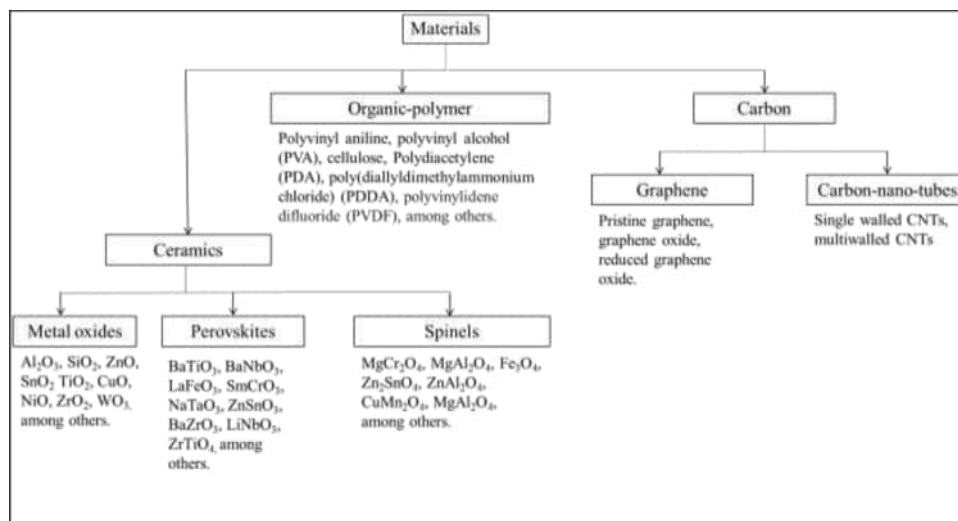 Materials
Organic-polymer
Polyvinyl aniline, polyvinyl alcohol
(PVA), cellulose, Polydiacetylene
(PDA), poly(diallyldimethylammonium
chloride) (PDDA), polyvinylidene
difluoride (PVDF), among others.
Carbon
Graphene
Pristine graphene,
graphene oxide,
reduced graphene
oxide.
Carbon-nano-tubes
Single walled CNTs,
multiwalled CNTs
Ceramics
Metal oxides
Al₂O₃, SiO₂, ZnO,
SnO₂ TiO₂, CuO,
NiO, ZrO₂, WO₃,
among others.
Perovskites
BaTiO₃, BaNbO₃,
LaFeO₃, SmCrO₃,
NaTaO₃, ZnSnO₃,
BaZrO₃, LiNbO₃,
ZrTiO₄, among
others.
Spinels
MgCr₂O₄, MgAl₂O₄, Fe₃O₄,
Zn₂SnO₄, ZnAl₂O₄,
CuMn₂O₄, MgAl₂O₄,
among others.